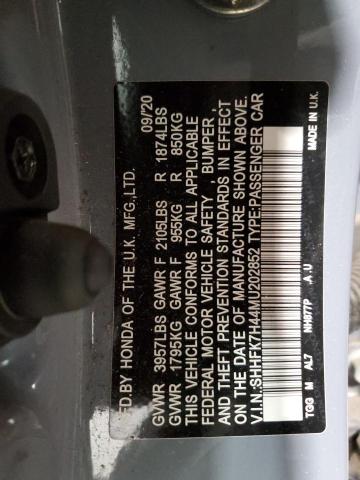 MFD.BY HONDA OF THE U.K. MFG.,LTD. 09/'20
GVWR 3957LBS GAWR F 2105LBS R 1874LBS
GVWR 1795KG GAWR F 955KG R 850KG
THIS VEHICLE CONFORMS TO ALL APPLICABLE
FEDERAL MOTOR VEHICLE SAFETY, BUMPER,
AND THEFT PREVENTION STANDARDS IN EFFECT
ON THE DATE OF MANUFACTURE SHOWN ABOVE.
V.I.N.:SHHFK7H44MU202852 TYPE:PASSENGER CAR
TGG M AL7 NH877P .A .U MADE IN U.K.